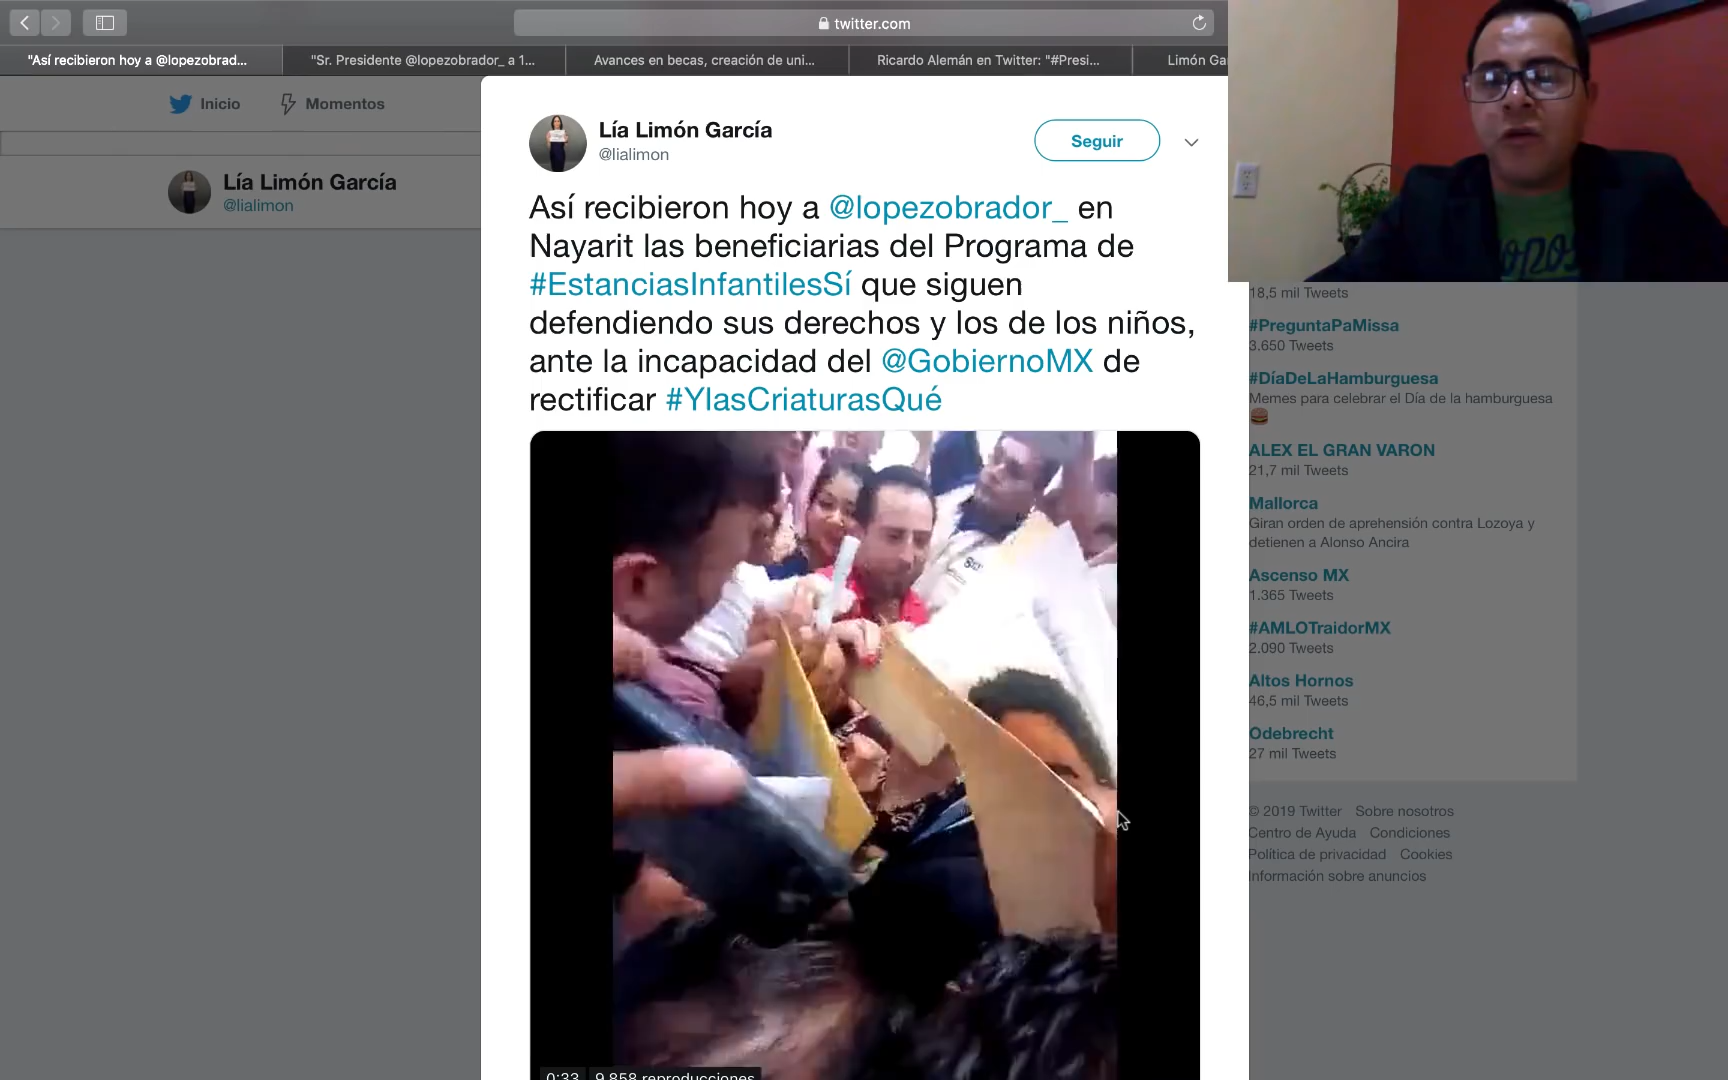 twitter.com
"Así recibieron hoy a @lopezobrad...
"Sr. Presidente @lopezobrador_ a 1...
Avances en becas, creación de uni...
Ricardo Alemán en Twitter: "#Presi...
Limón Ga
Inicio
Momentos
Lía Limón García
@lialimon
Lía Limón García
@lialimon
Seguir
Así recibieron hoy a @lopezobrador_ en
Nayarit las beneficiarias del Programa de
#EstanciasInfantilesSí que siguen
defendiendo sus derechos y los de los niños,
ante la incapacidad del @GobiernoMX de
rectificar #YlasCriaturasQué
0:33 9.858 reproducciones
18,5 mil Tweets
#PreguntaPaMissa
3.650 Tweets
#DíaDeLaHamburguesa
Memes para celebrar el Día de la hamburguesa
🍔
ALEX EL GRAN VARON
21,7 mil Tweets
Mallorca
Giran orden de aprehensión contra Lozoya y
detienen a Alonso Ancira
Ascenso MX
1.365 Tweets
#AMLOTraidorMX
2.090 Tweets
Altos Hornos
46,5 mil Tweets
Odebrecht
27 mil Tweets
© 2019 Twitter Sobre nosotros
Centro de Ayuda Condiciones
Política de privacidad Cookies
Información sobre anuncios